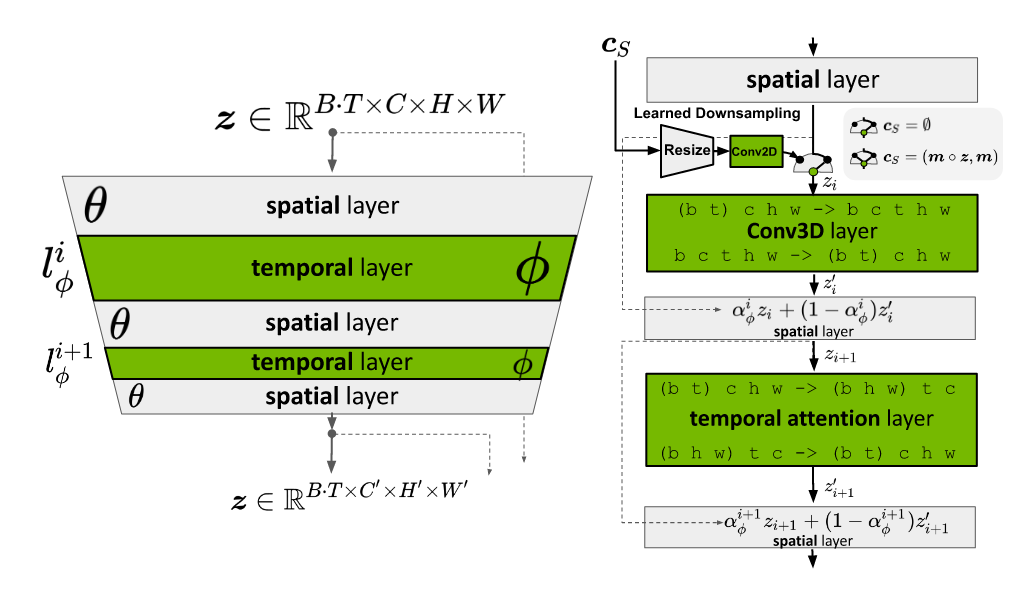 z ∈ ℝ^{B·T×C×H×W}
θ
spatial layer
l_ϕ^i
temporal layer
ϕ
θ
spatial layer
l_ϕ^{i+1}
temporal layer
ϕ
θ
spatial layer
z ∈ ℝ^{B·T×C′×H′×W′}
c_S
spatial layer
Learned Downsampling
Resize
Conv2D
c_S = ∅
c_S = (m ∘ z, m)
z_i
(b t) c h w -> b c t h w
Conv3D layer
b c t h w -> (b t) c h w
z′_i
α_ϕ^i z_i + (1 − α_ϕ^i)z′_i
spatial layer
z_{i+1}
(b t) c h w -> (b h w) t c
temporal attention layer
(b h w) t c -> (b t) c h w
z′_{i+1}
α_ϕ^{i+1} z_{i+1} + (1 − α_ϕ^{i+1})z′_{i+1}
spatial layer